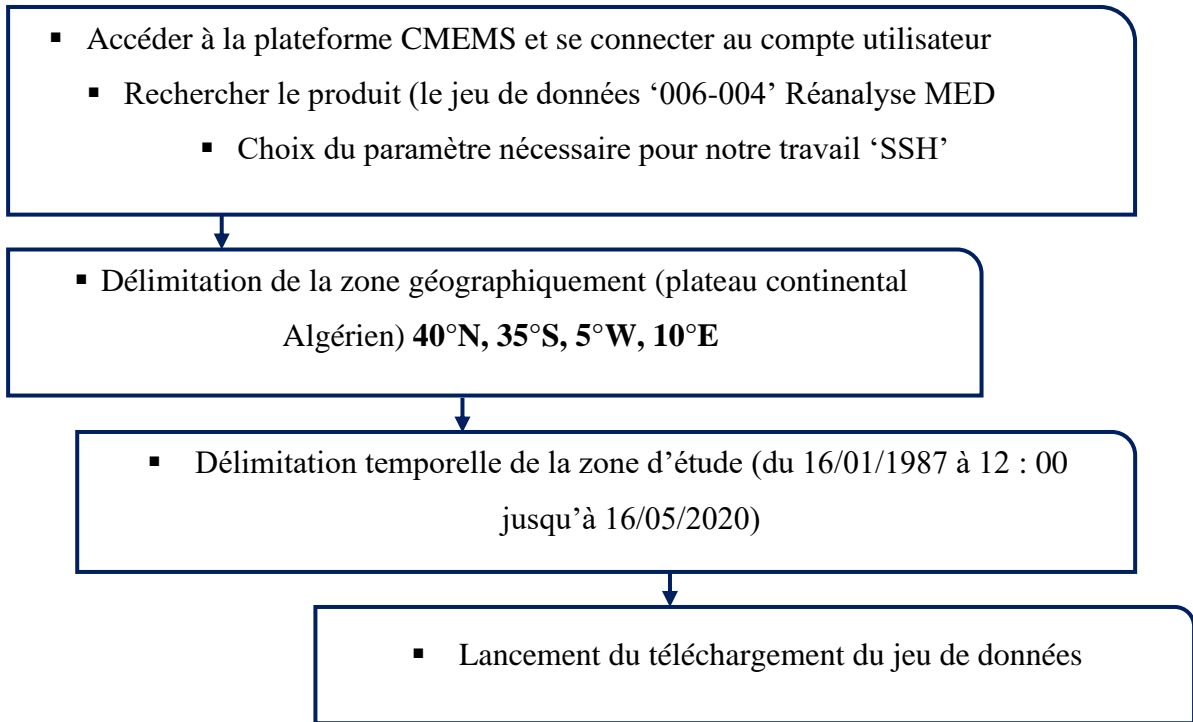 ▪ Accéder à la plateforme CMEMS et se connecter au compte utilisateur
▪ Rechercher le produit (le jeu de données ‘006-004’ Réanalyse MED
▪ Choix du paramètre nécessaire pour notre travail ‘SSH’
▪ Délimitation de la zone géographiquement (plateau continental
Algérien) 40°N, 35°S, 5°W, 10°E
▪ Délimitation temporelle de la zone d’étude (du 16/01/1987 à 12 : 00
jusqu’à 16/05/2020)
▪ Lancement du téléchargement du jeu de données